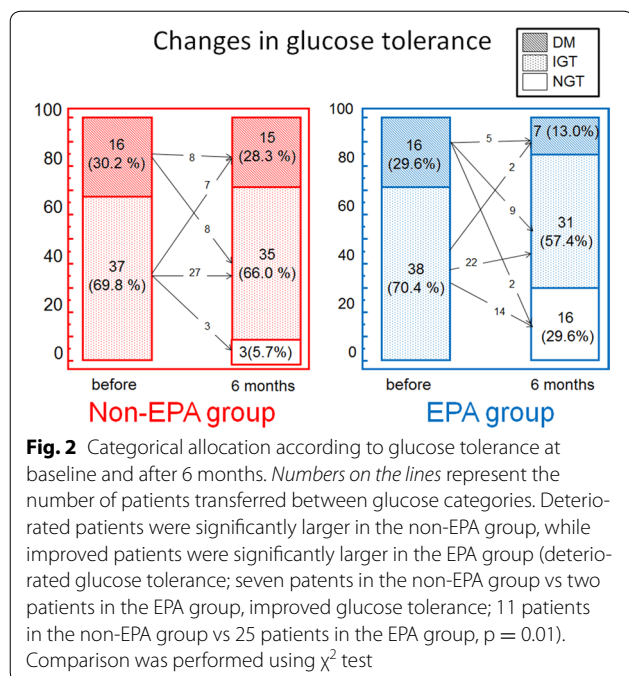 Changes in glucose tolerance
DM
IGT
NGT
100
80
60
40
20
0
16
(30.2 %)
37
(69.8 %)
8
7
8
27
3
15
(28.3 %)
35
(66.0 %)
3(5.7%)
before
6 months
Non-EPA group
100
80
60
40
20
0
16
(29.6%)
38
(70.4 %)
5
2
9
22
2
14
7 (13.0%)
31
(57.4%)
16
(29.6%)
before
6 months
EPA group
Fig. 2 Categorical allocation according to glucose tolerance at
baseline and after 6 months. Numbers on the lines represent the
number of patients transferred between glucose categories. Deterio-
rated patients were significantly larger in the non-EPA group, while
improved patients were significantly larger in the EPA group (deterio-
rated glucose tolerance; seven patents in the non-EPA group vs two
patients in the EPA group, improved glucose tolerance; 11 patients
in the non-EPA group vs 25 patients in the EPA group, p = 0.01).
Comparison was performed using χ² test